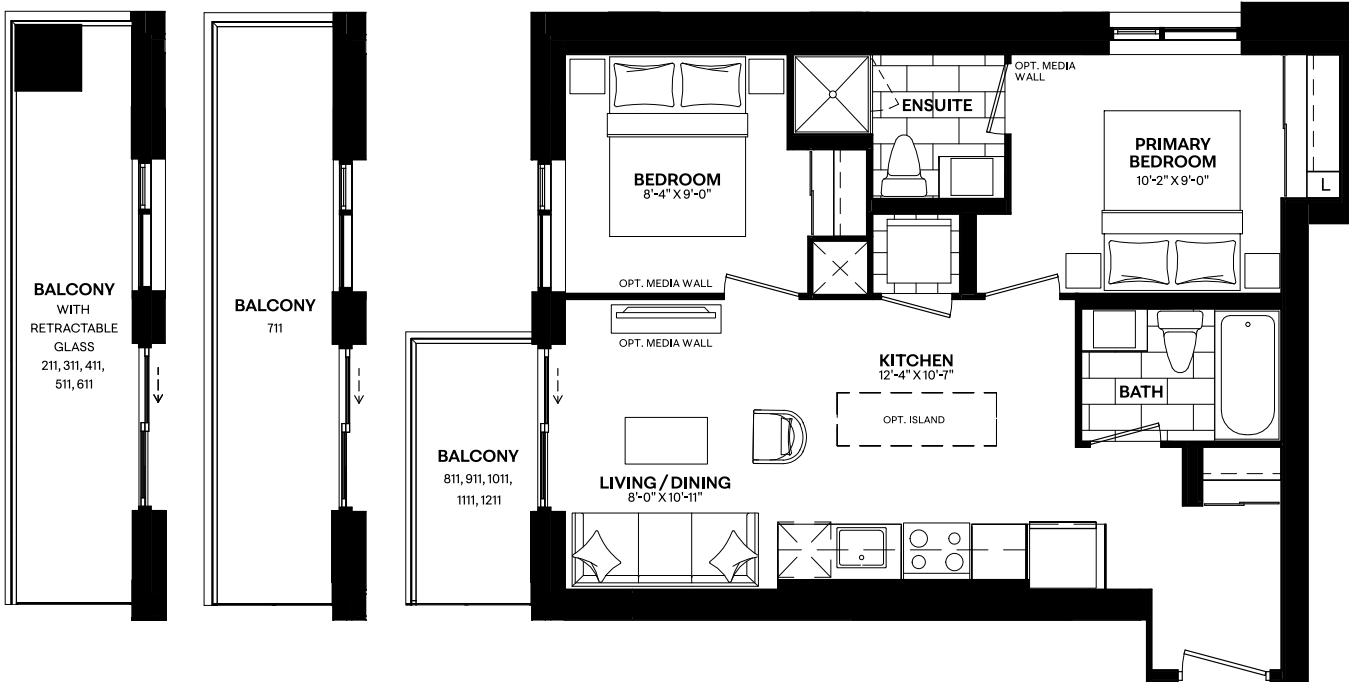 BALCONY
WITH
RETRACTABLE
GLASS
211, 311, 411,
511, 611
BALCONY
711
BALCONY
811, 911, 1011,
1111, 1211
BEDROOM
8'-4" X 9'-0"
OPT. MEDIA WALL
OPT. MEDIA WALL
ENSUITE
OPT. MEDIA
WALL
PRIMARY
BEDROOM
10'-2" X 9'-0"
L
KITCHEN
12'-4" X 10'-7"
OPT. ISLAND
BATH
LIVING / DINING
8'-0" X 10'-11"